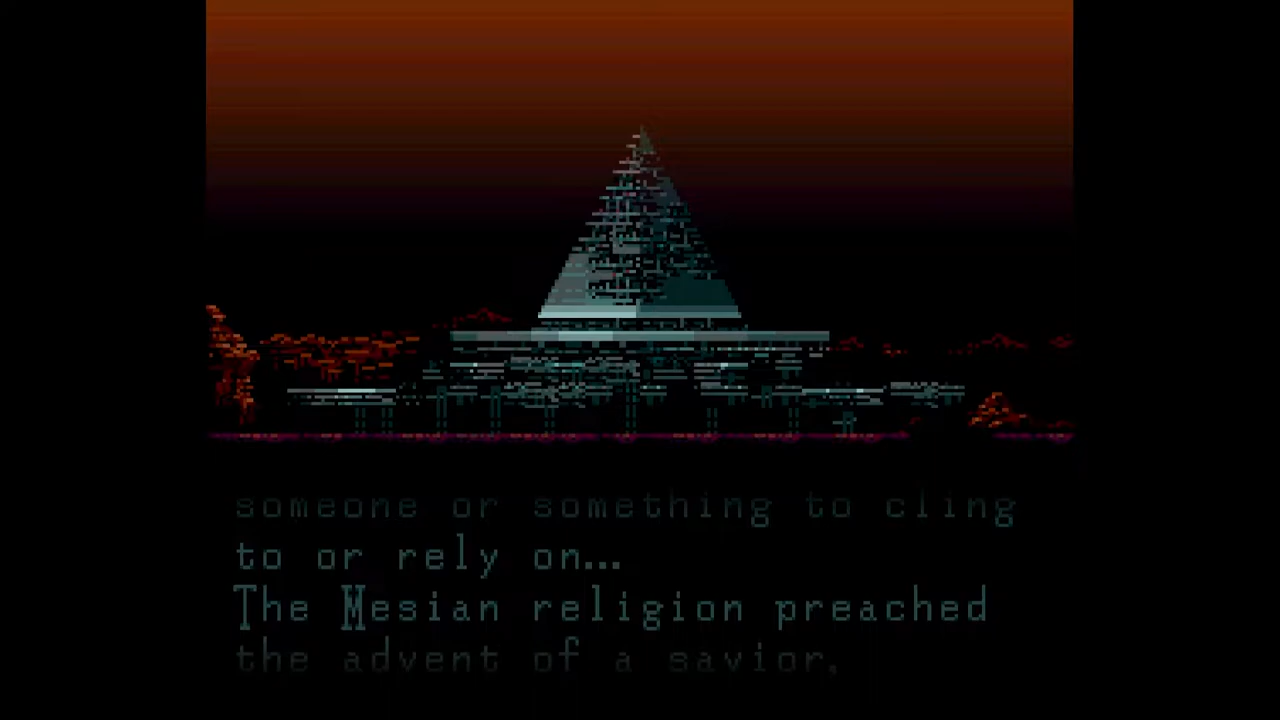 someone or something to cling
to or rely on...
The Mesian religion preached
the advent of a savior,